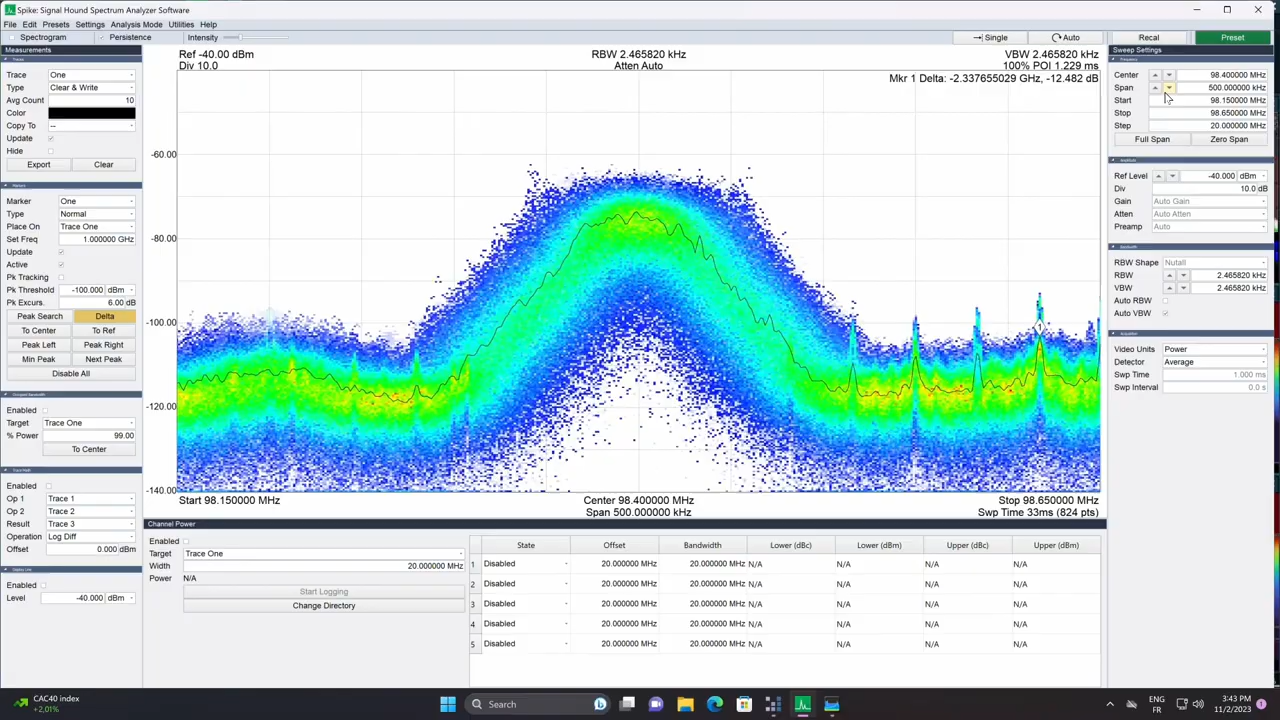 Spike: Signal Hound Spectrum Analyzer Software
File Edit Presets Settings Analysis Mode Utilities Help
Spectrogram Persistence Intensity Single Auto Recal Preset
Measurements
Trace One
Type Clear & Write
Avg Count 10
Color
Copy To --
Update
Hide
Export Clear
Marker One
Type Normal
Place On Trace One
Set Freq 1.000000 GHz
Update
Active
Pk Tracking
Pk Threshold -100.000 dBm
Pk Excurs. 6.00 dB
Peak Search Delta
To Center To Ref
Peak Left Peak Right
Min Peak Next Peak
Disable All
Enabled
Target Trace One
% Power 99.00
To Center
Enabled
Op 1 Trace 1
Op 2 Trace 2
Result Trace 3
Operation Log Diff
Offset 0.000 dBm
Enabled
Level -40.000 dBm
Ref -40.00 dBm
Div 10.0
RBW 2.465820 kHz
Atten Auto
VBW 2.465820 kHz
100% POI 1.229 ms
Mkr 1 Delta: -2.337655029 GHz, -12.482 dB
-60.00
-80.00
-100.00
-120.00
-140.00
Start 98.150000 MHz
Center 98.400000 MHz
Span 500.000000 kHz
Stop 98.650000 MHz
Swp Time 33ms (824 pts)
Channel Power
Enabled
Target Trace One
Width 20.000000 MHz
Power N/A
Start Logging
Change Directory
State Offset Bandwidth Lower (dBc) Lower (dBm) Upper (dBc) Upper (dBm)
1 Disabled - 20.000000 MHz 20.000000 MHz N/A N/A N/A N/A
2 Disabled - 20.000000 MHz 20.000000 MHz N/A N/A N/A N/A
3 Disabled - 20.000000 MHz 20.000000 MHz N/A N/A N/A N/A
4 Disabled - 20.000000 MHz 20.000000 MHz N/A N/A N/A N/A
5 Disabled - 20.000000 MHz 20.000000 MHz N/A N/A N/A N/A
Sweep Settings
Center 98.400000 MHz
Span 500.000000 kHz
Start 98.150000 MHz
Stop 98.650000 MHz
Step 20.000000 MHz
Full Span Zero Span
Ref Level -40.000 dBm
Div 10.0 dB
Gain Auto Gain
Atten Auto Atten
Preamp Auto
RBW Shape Nutall
RBW 2.465820 kHz
VBW 2.465820 kHz
Auto RBW
Auto VBW
Video Units Power
Detector Average
Swp Time 1.000 ms
Swp Interval 0.0 s
CAC40 index
+2,01%
Search
ENG
FR
3:43 PM
11/2/2023